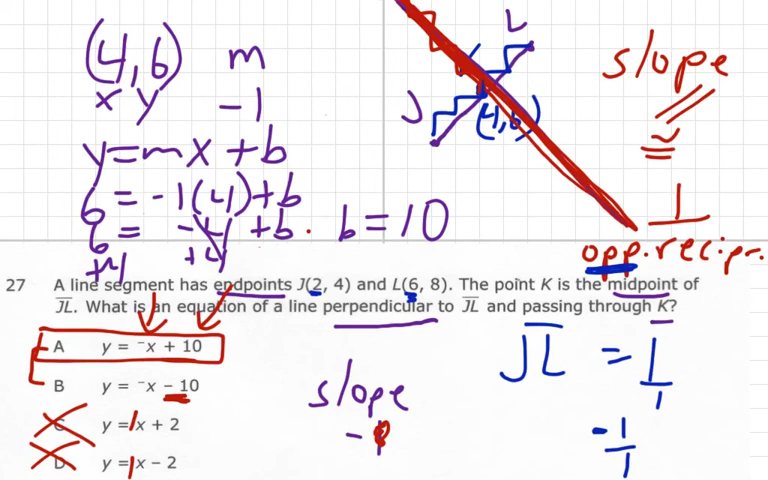 (4,6) m
x y -1
y=mx +b
6 = -1(4)+b
6 = -4 +b. b=10
+4 +4
L
J
(4,6)
slope
//
⊥
opp.recipr.
27 A line segment has endpoints J(2, 4) and L(6, 8). The point K is the midpoint of
JL. What is an equation of a line perpendicular to JL and passing through K?
A y = ⁻x + 10
B y = ⁻x − 10
C y = x + 2
D y = x − 2
slope
JL = 1/1
-1/1